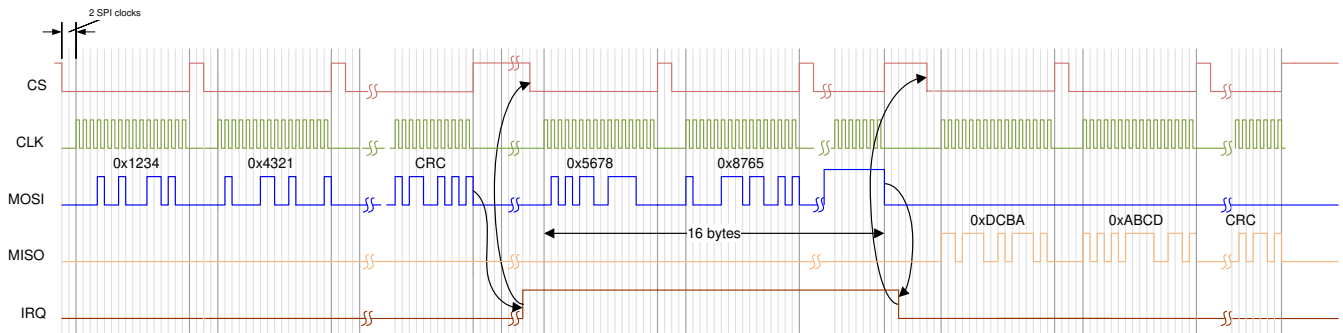 2 SPI clocks
CS
CLK
0x1234 0x4321 CRC 0x5678 0x8765
MOSI
0xDCBA 0xABCD CRC
16 bytes
MISO
IRQ